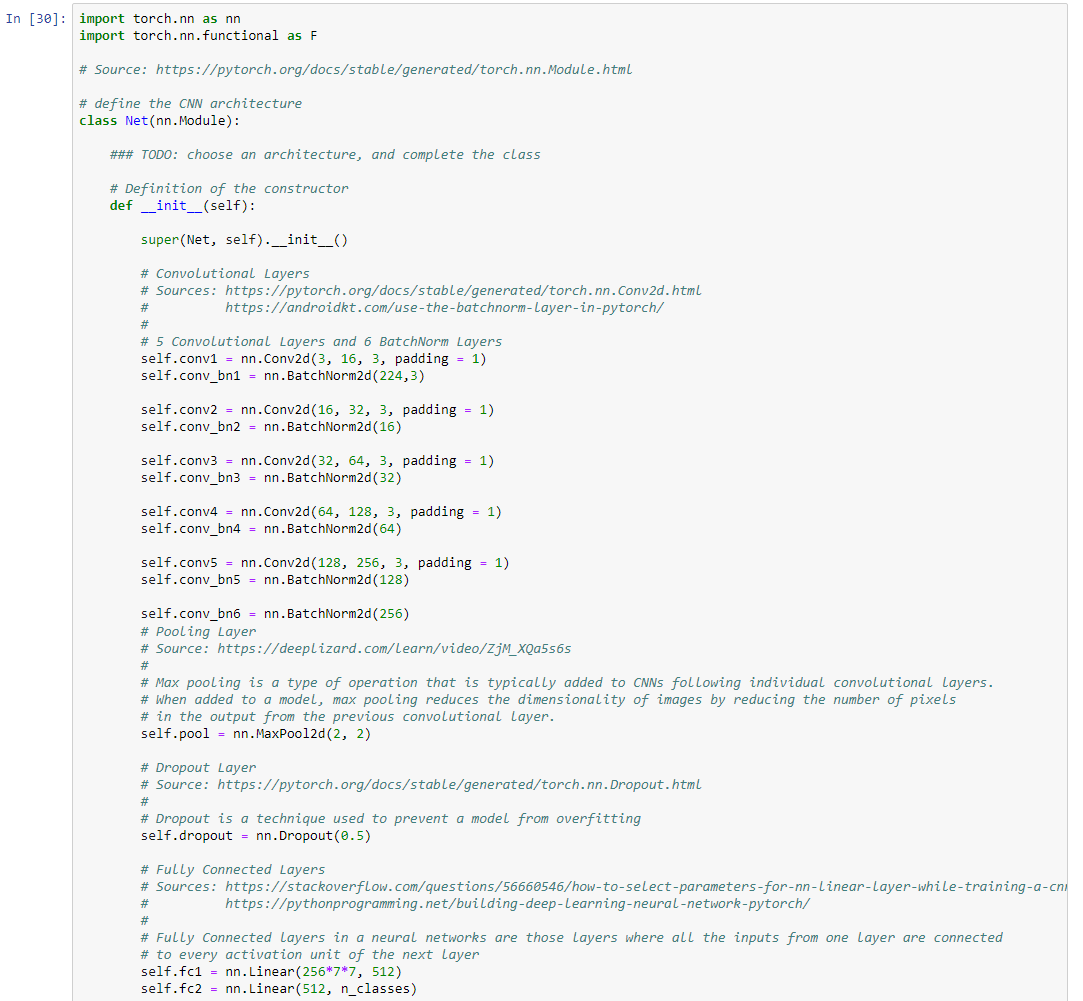 In [30]: import torch.nn as nn
import torch.nn.functional as F
# Source: https://pytorch.org/docs/stable/generated/torch.nn.Module.html
# define the CNN architecture
class Net(nn.Module):
### TODO: choose an architecture, and complete the class
# Definition of the constructor
def __init__(self):
super(Net, self).__init__()
# Convolutional Layers
# Sources: https://pytorch.org/docs/stable/generated/torch.nn.Conv2d.html
#          https://androidkt.com/use-the-batchnorm-layer-in-pytorch/
#
# 5 Convolutional Layers and 6 BatchNorm Layers
self.conv1 = nn.Conv2d(3, 16, 3, padding = 1)
self.conv_bn1 = nn.BatchNorm2d(224,3)
self.conv2 = nn.Conv2d(16, 32, 3, padding = 1)
self.conv_bn2 = nn.BatchNorm2d(16)
self.conv3 = nn.Conv2d(32, 64, 3, padding = 1)
self.conv_bn3 = nn.BatchNorm2d(32)
self.conv4 = nn.Conv2d(64, 128, 3, padding = 1)
self.conv_bn4 = nn.BatchNorm2d(64)
self.conv5 = nn.Conv2d(128, 256, 3, padding = 1)
self.conv_bn5 = nn.BatchNorm2d(128)
self.conv_bn6 = nn.BatchNorm2d(256)
# Pooling Layer
# Source: https://deeplizard.com/learn/video/ZjM_XQa5s6s
#
# Max pooling is a type of operation that is typically added to CNNs following individual convolutional layers.
# When added to a model, max pooling reduces the dimensionality of images by reducing the number of pixels
# in the output from the previous convolutional layer.
self.pool = nn.MaxPool2d(2, 2)
# Dropout Layer
# Source: https://pytorch.org/docs/stable/generated/torch.nn.Dropout.html
#
# Dropout is a technique used to prevent a model from overfitting
self.dropout = nn.Dropout(0.5)
# Fully Connected Layers
# Sources: https://stackoverflow.com/questions/56660546/how-to-select-parameters-for-nn-linear-layer-while-training-a-cnn
#          https://pythonprogramming.net/building-deep-learning-neural-network-pytorch/
#
# Fully Connected layers in a neural networks are those layers where all the inputs from one layer are connected
# to every activation unit of the next layer
self.fc1 = nn.Linear(256*7*7, 512)
self.fc2 = nn.Linear(512, n_classes)